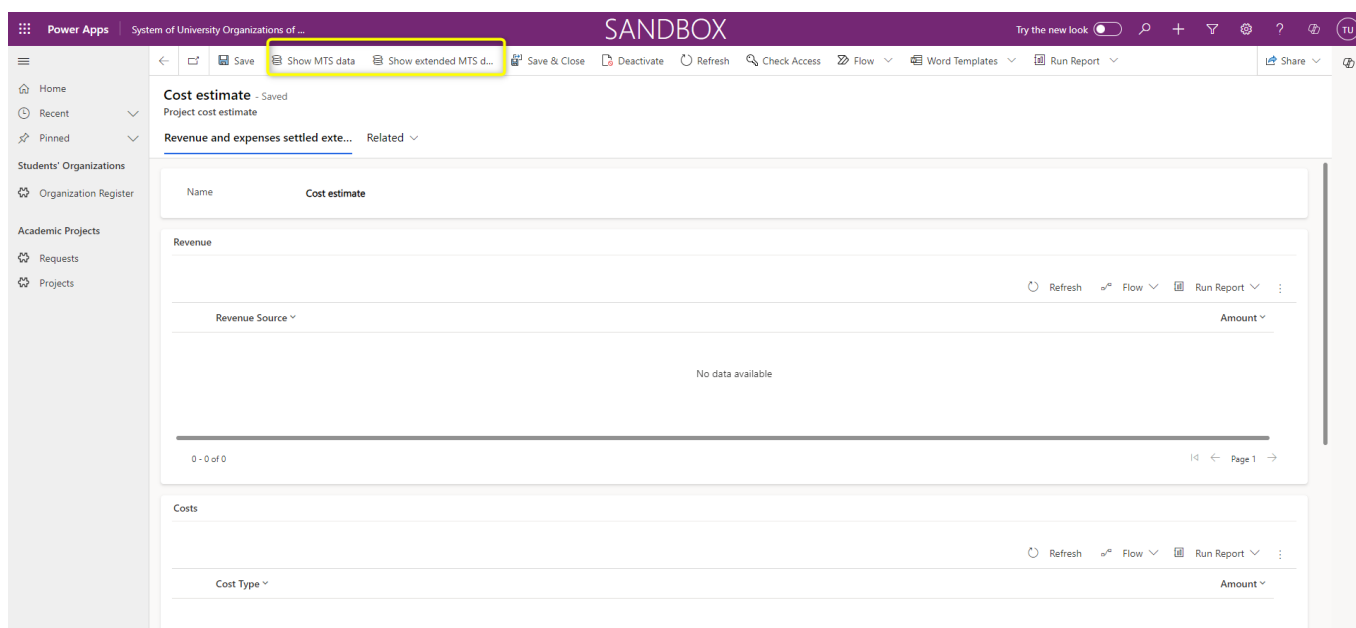 Power Apps System of University Organizations of ... SANDBOX Try the new look TU
Save Show MTS data Show extended MTS d... Save & Close Deactivate Refresh Check Access Flow Word Templates Run Report Share
Home
Recent
Pinned
Students' Organizations
Organization Register
Academic Projects
Requests
Projects
Cost estimate - Saved
Project cost estimate
Revenue and expenses settled exte... Related
Name Cost estimate
Revenue
Refresh Flow Run Report
Revenue Source Amount
No data available
0 - 0 of 0 Page 1
Costs
Refresh Flow Run Report
Cost Type Amount